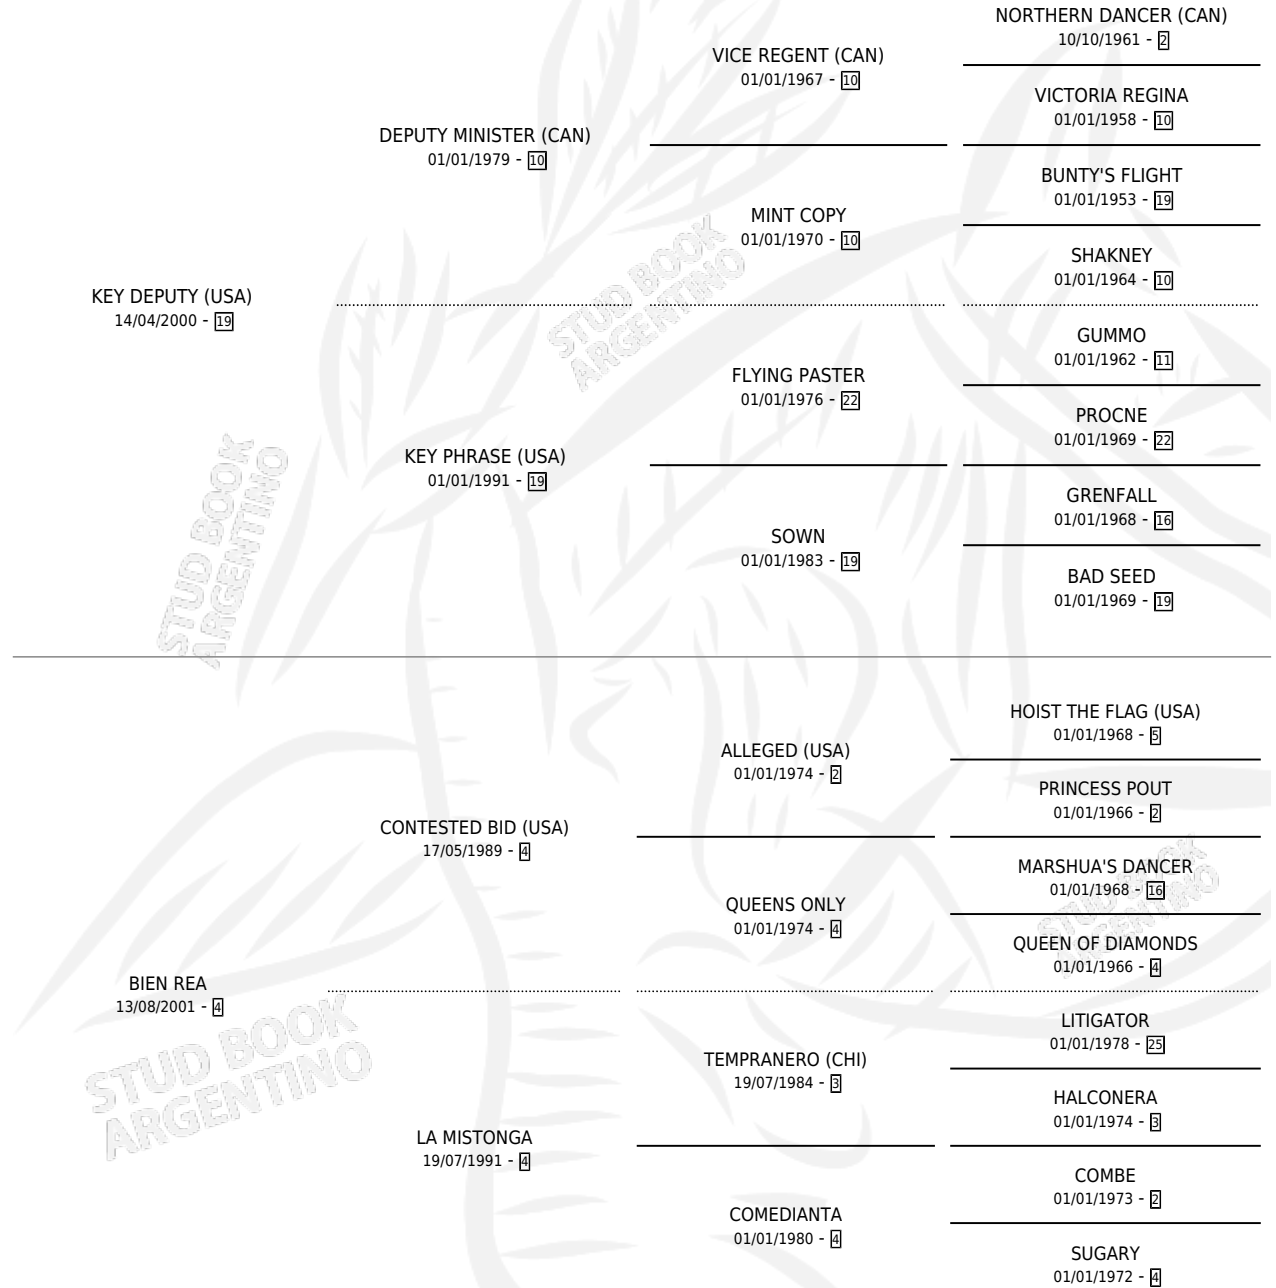 NORTHERN DANCER (CAN)
10/10/1961 - 2
VICE REGENT (CAN)
01/01/1967 - 10
VICTORIA REGINA
01/01/1958 - 10
DEPUTY MINISTER (CAN)
01/01/1979 - 10
BUNTY'S FLIGHT
01/01/1953 - 19
MINT COPY
01/01/1970 - 10
SHAKNEY
01/01/1964 - 10
KEY DEPUTY (USA)
14/04/2000 - 19
STUD BOOK
ARGENTINO
GUMMO
01/01/1962 - 11
FLYING PASTER
01/01/1976 - 22
PROCNE
01/01/1969 - 22
KEY PHRASE (USA)
01/01/1991 - 19
GRENFALL
01/01/1968 - 16
SOWN
01/01/1983 - 19
BAD SEED
01/01/1969 - 19
STUD BOOK
ARGENTINO
HOIST THE FLAG (USA)
01/01/1968 - 5
ALLEGED (USA)
01/01/1974 - 2
PRINCESS POUT
01/01/1966 - 2
CONTESTED BID (USA)
17/05/1989 - 4
MARSHUA'S DANCER
01/01/1968 - 16
QUEENS ONLY
01/01/1974 - 4
STUD BOOK
ARGENTINO
QUEEN OF DIAMONDS
01/01/1966 - 4
BIEN REA
13/08/2001 - 4
STUD BOOK
ARGENTINO
LITIGATOR
01/01/1978 - 25
TEMPRANERO (CHI)
19/07/1984 - 3
HALCONERA
01/01/1974 - 3
LA MISTONGA
19/07/1991 - 4
COMBE
01/01/1973 - 2
COMEDIANTA
01/01/1980 - 4
SUGARY
01/01/1972 - 4